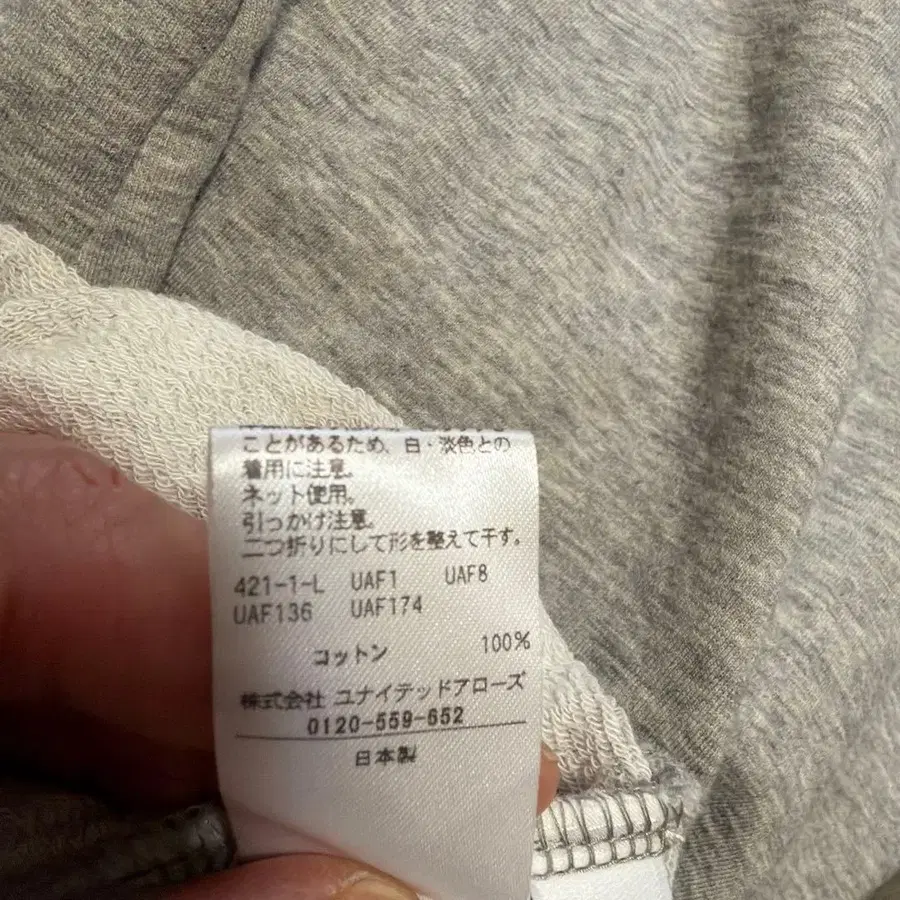 ことがあるため、白・淡色との
着用に注意。
ネット使用。
引っかけ注意。
二つ折りにして形を整えて干す。
421-1-L UAF1 UAF8
UAF136 UAF174
コットン 100%
株式会社 ユナイテッドアローズ
0120-559-652
日本製